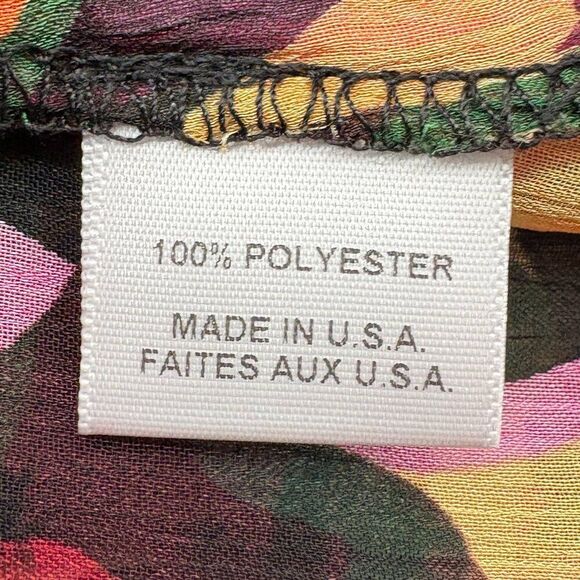 100% POLYESTER
MADE IN U.S.A.
FAITES AUX U.S.A.